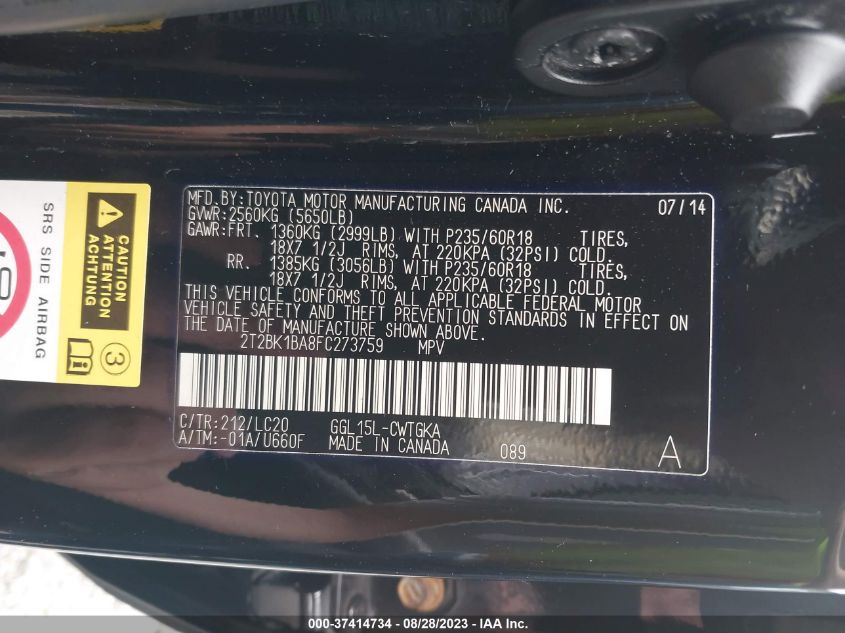 SRS SIDE AIRBAG
CAUTION
ATTENTION
ACHTUNG
3
MFD.BY:TOYOTA MOTOR MANUFACTURING CANADA INC. 07/14
GVWR:2560KG (5650LB)
GAWR:FRT. 1360KG (2999LB) WITH P235/60R18 TIRES,
18X7 1/2J RIMS, AT 220KPA (32PSI) COLD.
RR. 1385KG (3056LB) WITH P235/60R18 TIRES,
18X7 1/2J RIMS, AT 220KPA (32PSI) COLD.
THIS VEHICLE CONFORMS TO ALL APPLICABLE FEDERAL MOTOR
VEHICLE SAFETY AND THEFT PREVENTION STANDARDS IN EFFECT ON
THE DATE OF MANUFACTURE SHOWN ABOVE.
2T2BK1BA8FC273759 MPV
C/TR:212/LC20 GGL15L-CWTGKA
A/TM:-01A/U660F MADE IN CANADA 089 A
000-37414734 - 08/28/2023 - IAA Inc.